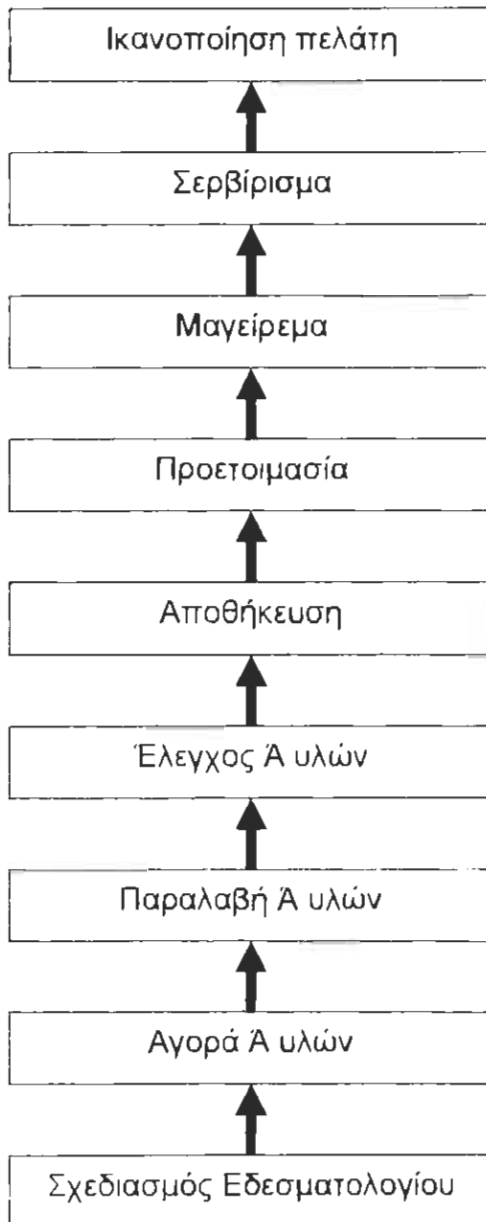 Ικανοποίηση πελάτη
Σερβίρισμα
Μαγείρεμα
Προετοιμασία
Αποθήκευση
Έλεγχος Ά υλών
Παραλαβή Ά υλών
Αγορά Ά υλών
Σχεδιασμός Εδεσματολογίου